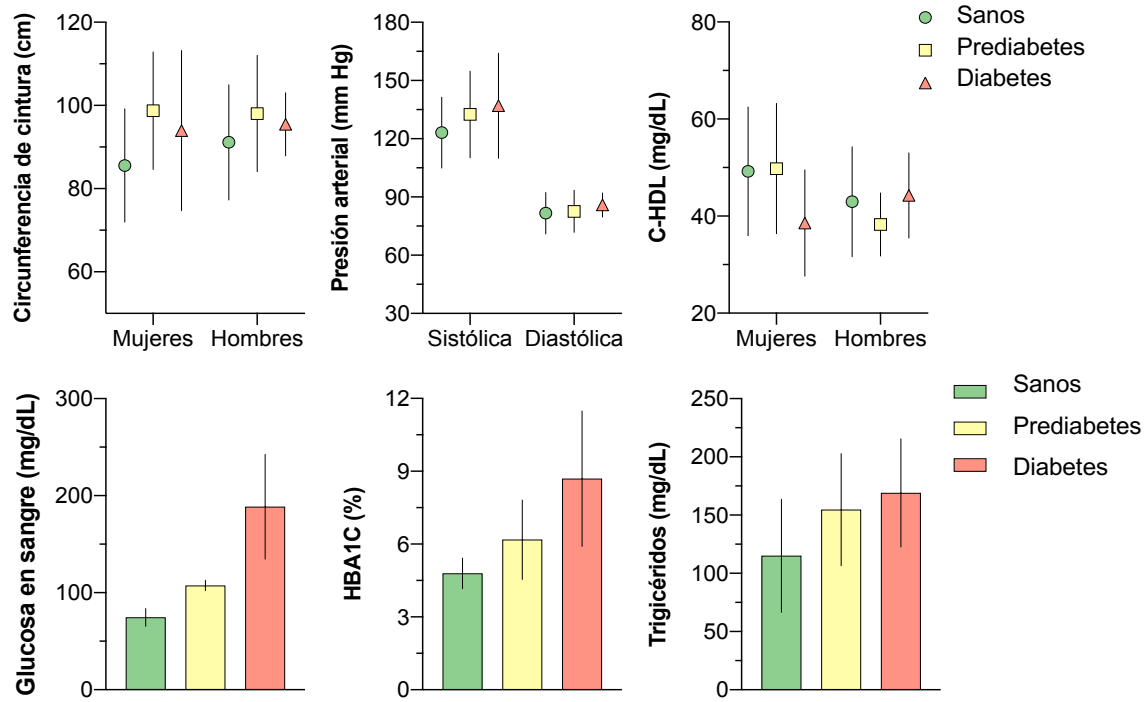 Circunferencia de cintura (cm)
120
100
80
60
Mujeres Hombres
Presión arterial (mm Hg)
180
150
120
90
60
30
Sistólica Diastólica
C-HDL (mg/dL)
80
60
40
20
Mujeres Hombres
Sanos
Prediabetes
Diabetes
Glucosa en sangre (mg/dL)
300
200
100
0
HBA1C (%)
12
9
6
3
0
Trigicéridos (mg/dL)
250
200
150
100
50
0
Sanos
Prediabetes
Diabetes